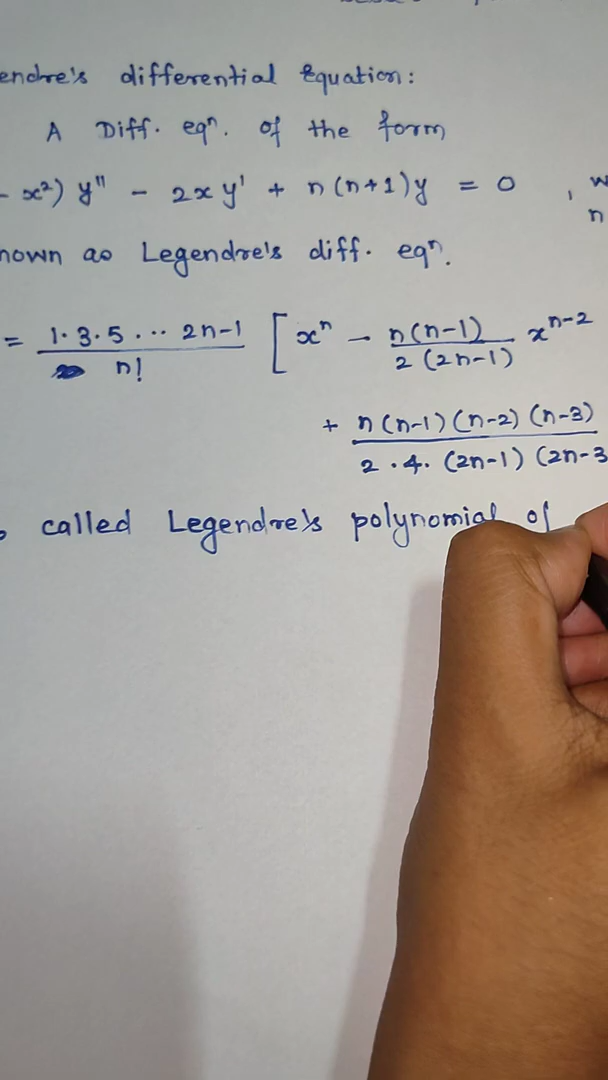 endre's differential Equation:
A Diff. eqⁿ. of the form
- x²) y" - 2xy' + n(n+1)y = 0 , w
n
nown as Legendre's diff. eqⁿ.
= 1·3·5 ... 2n-1 / n! [ xⁿ - n(n-1) / 2(2n-1) xⁿ⁻²
+ n(n-1)(n-2)(n-3) / 2·4·(2n-1)(2n-3
called Legendre's polynomial of